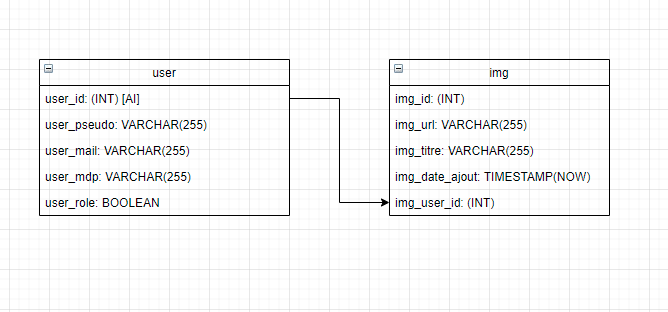 user
user_id: (INT) [AI]
user_pseudo: VARCHAR(255)
user_mail: VARCHAR(255)
user_mdp: VARCHAR(255)
user_role: BOOLEAN
img
img_id: (INT)
img_url: VARCHAR(255)
img_titre: VARCHAR(255)
img_date_ajout: TIMESTAMP(NOW)
img_user_id: (INT)